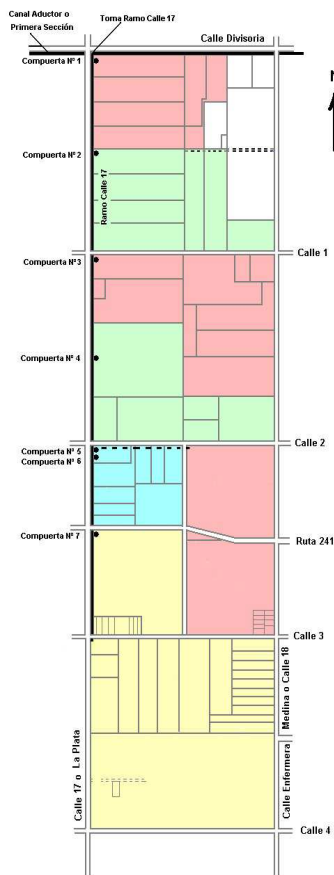 Canal Aductor o
Primera Sección
Toma Ramo Calle 17
Calle Divisoria
Compuerta Nº 1
N
Compuerta Nº 2
Ramo Calle 17
Calle 1
Compuerta Nº 3
Compuerta Nº 4
Calle 2
Compuerta Nº 5
Compuerta Nº 6
Compuerta Nº 7
Ruta 241
Calle 3
Medina o Calle 18
Calle 17 o La Plata
Calle Enfermera
Calle 4